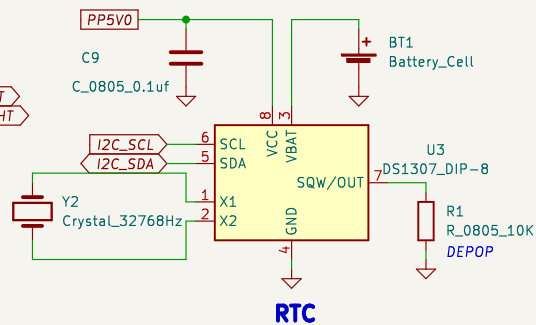 PP5V0
C9
C_0805_0.1uf
BT1
Battery_Cell
+
T
HT
8
3
VCC
VBAT
I2C_SCL
6
SCL
I2C_SDA
5
SDA
U3
DS1307_DIP-8
SQW/OUT
7
Y2
Crystal_32768Hz
1
X1
2
X2
GND
4
R1
R_0805_10K
DEPOP
RTC